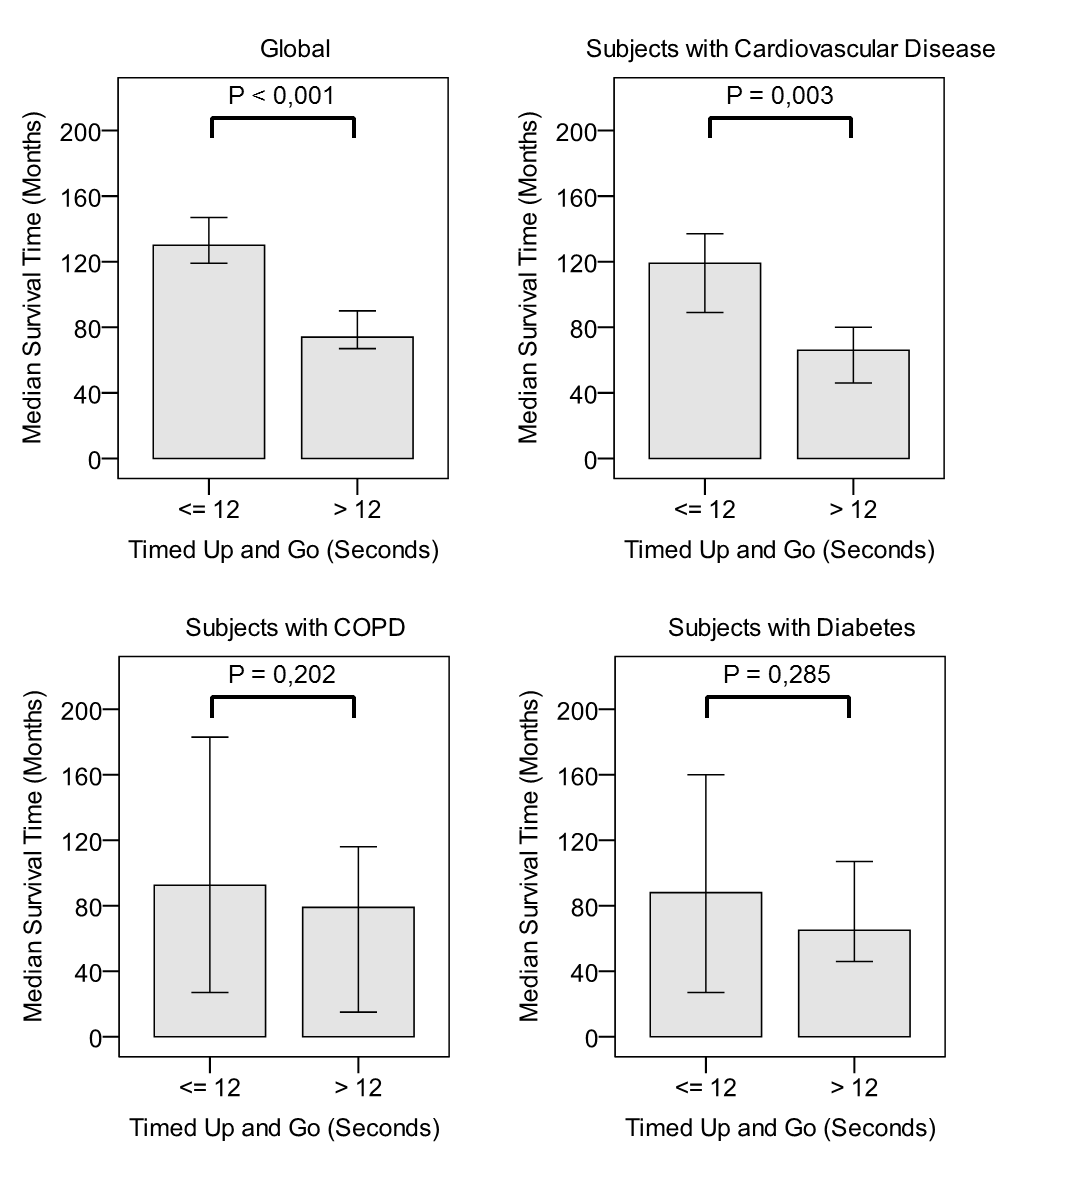 Global
P < 0,001
Median Survival Time (Months)
200
160
120
80
40
0
<= 12
> 12
Timed Up and Go (Seconds)
Subjects with Cardiovascular Disease
P = 0,003
Median Survival Time (Months)
200
160
120
80
40
0
<= 12
> 12
Timed Up and Go (Seconds)
Subjects with COPD
P = 0,202
Median Survival Time (Months)
200
160
120
80
40
0
<= 12
> 12
Timed Up and Go (Seconds)
Subjects with Diabetes
P = 0,285
Median Survival Time (Months)
200
160
120
80
40
0
<= 12
> 12
Timed Up and Go (Seconds)